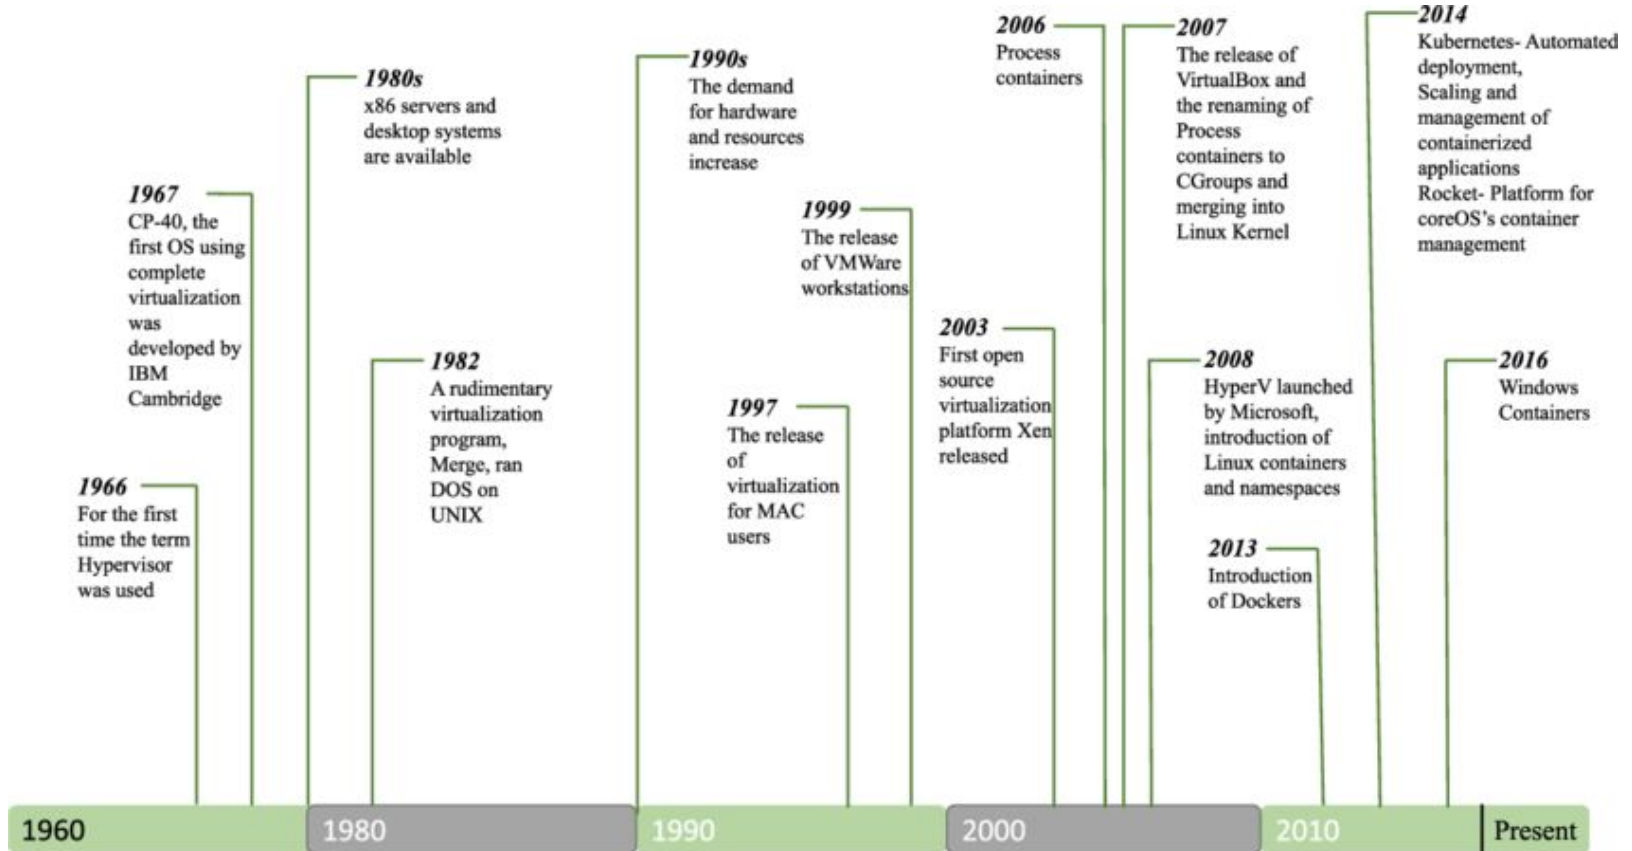 1966
For the first
time the term
Hypervisor
was used
1967
CP-40, the
first OS using
complete
virtualization
was
developed by
IBM
Cambridge
1980s
x86 servers and
desktop systems
are available
1982
A rudimentary
virtualization
program,
Merge, ran
DOS on
UNIX
1990s
The demand
for hardware
and resources
increase
1997
The release
of
virtualization
for MAC
users
1999
The release
of VMWare
workstations
2003
First open
source
virtualization
platform Xen
released
2006
Process
containers
2007
The release of
VirtualBox and
the renaming of
Process
containers to
CGroups and
merging into
Linux Kernel
2008
HyperV launched
by Microsoft,
introduction of
Linux containers
and namespaces
2013
Introduction
of Dockers
2014
Kubernetes- Automated
deployment,
Scaling and
management of
containerized
applications
Rocket- Platform for
coreOS’s container
management
2016
Windows
Containers
1960
1980
1990
2000
2010
Present